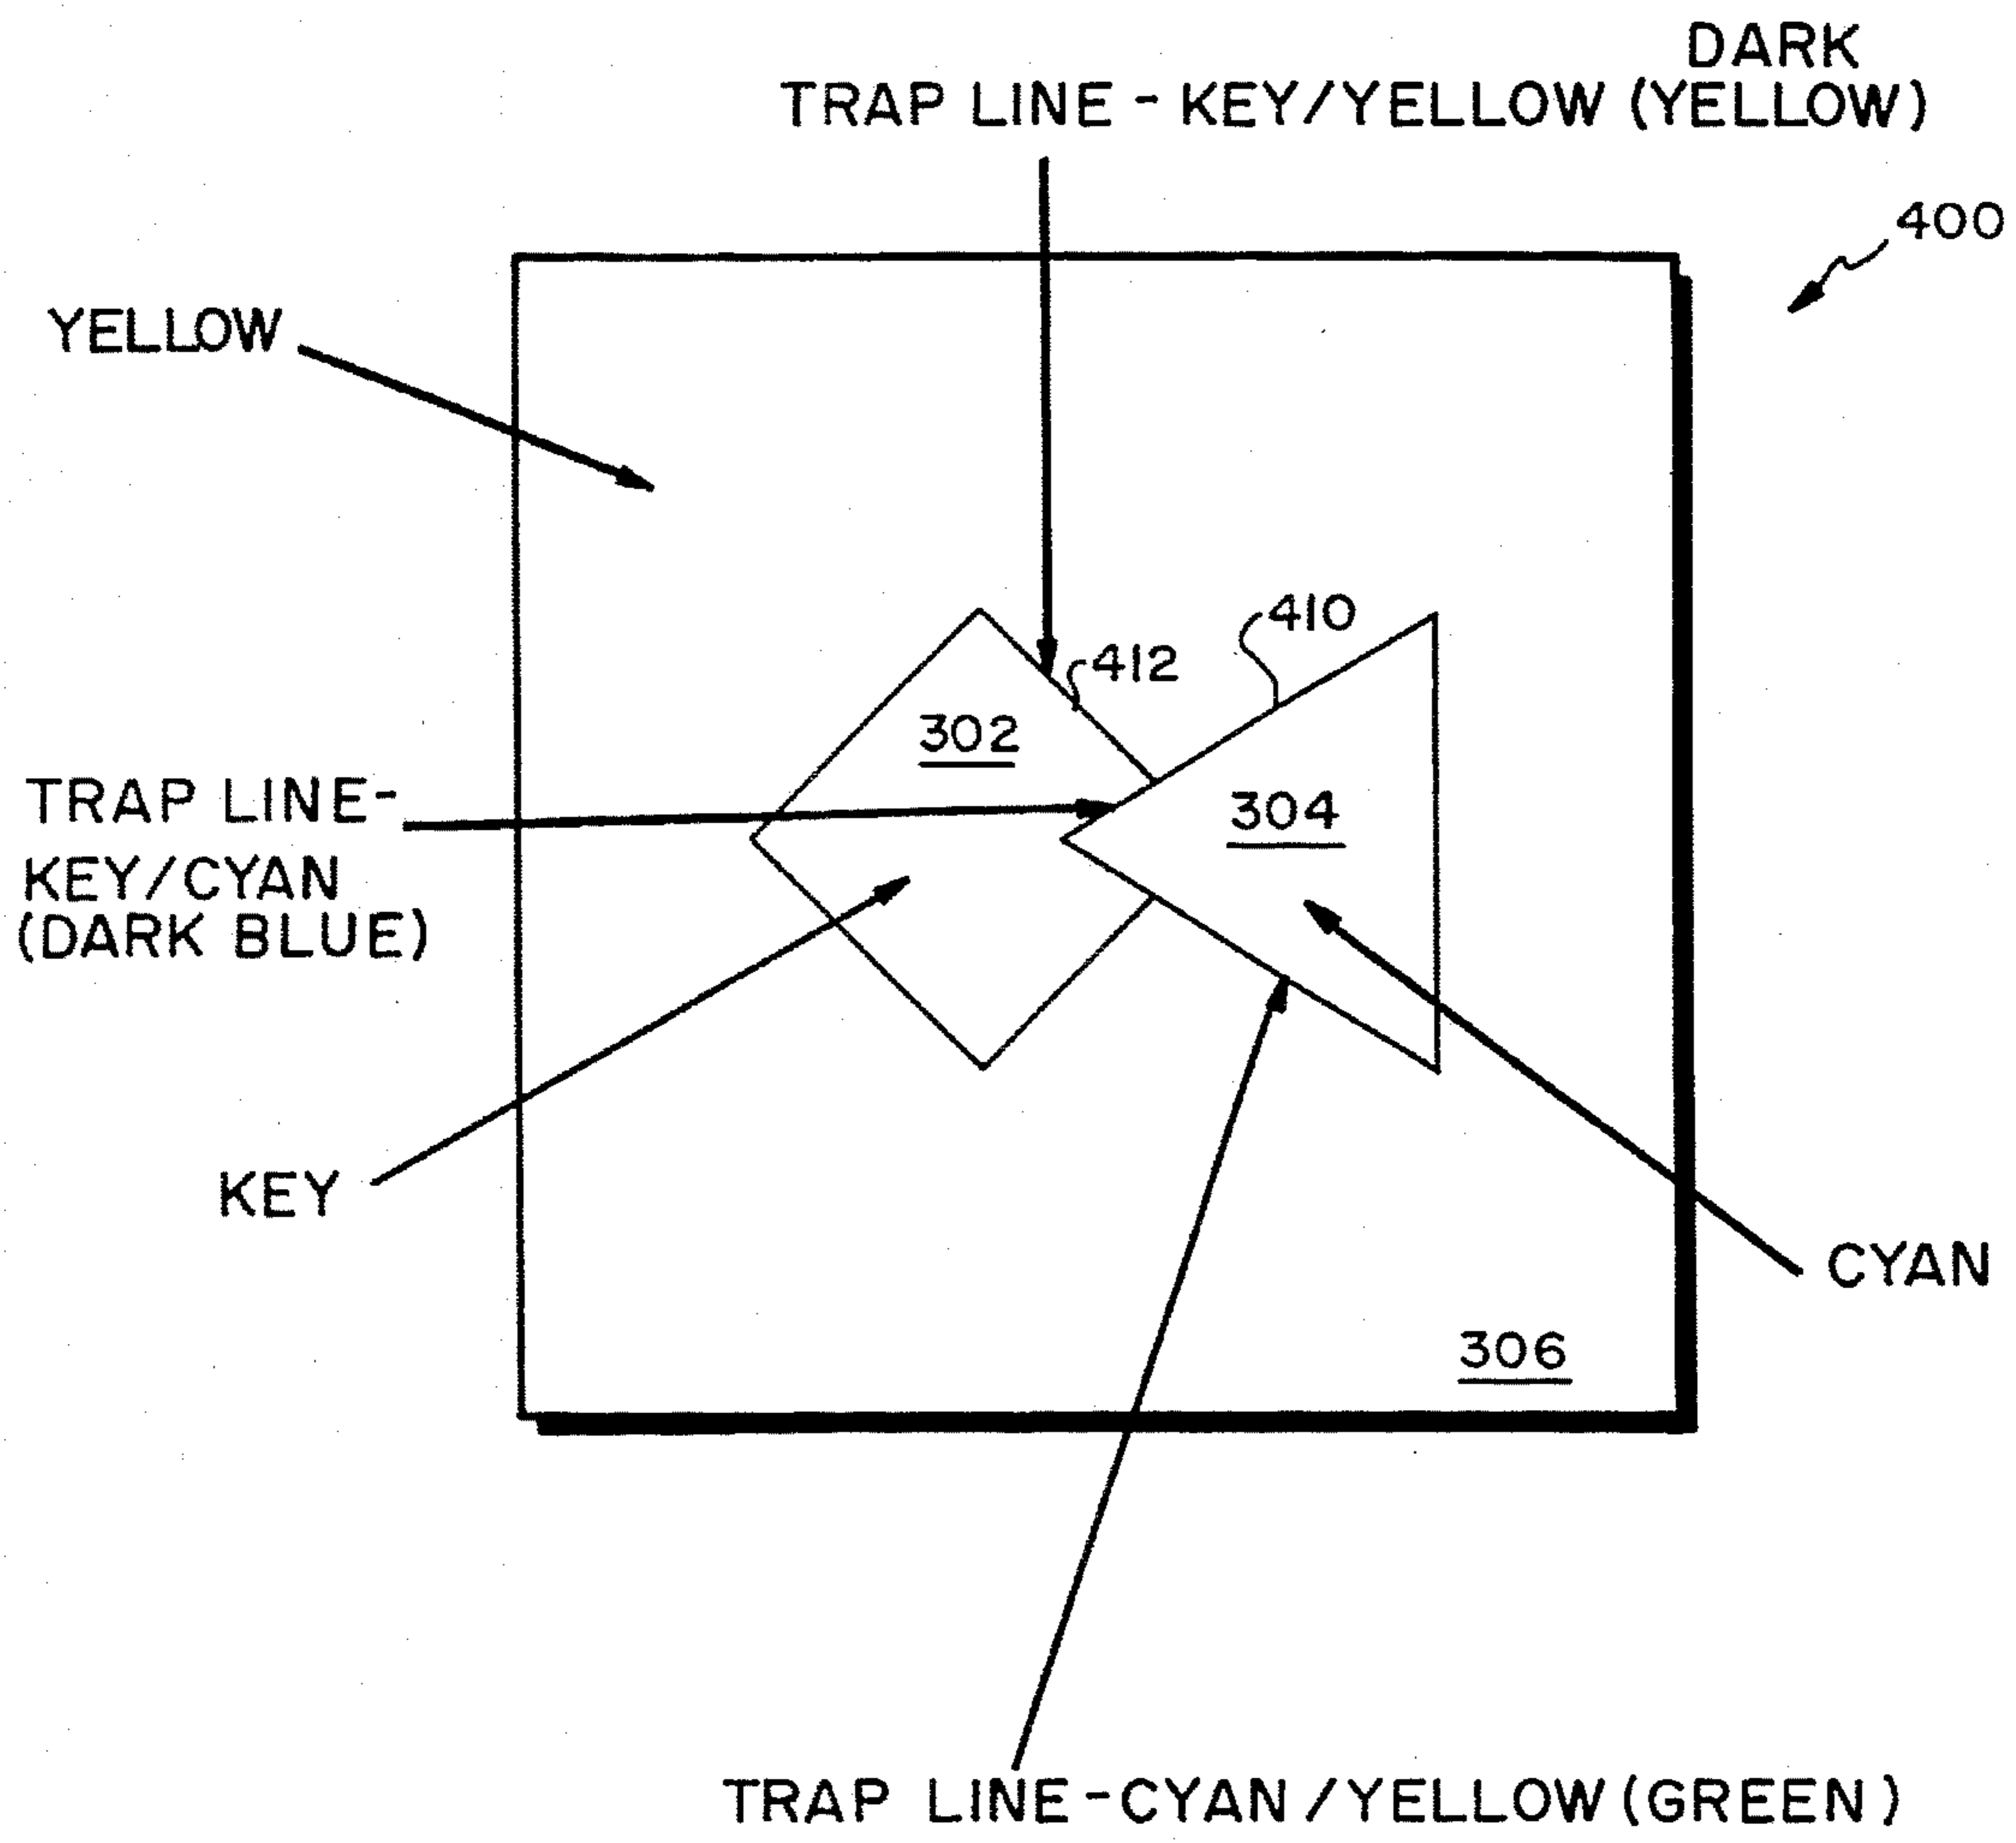 DARK
TRAP LINE - KEY/YELLOW (YELLOW)
400
YELLOW
410
412
302
TRAP LINE-
KEY/CYAN
(DARK BLUE)
304
KEY
CYAN
306
TRAP LINE-CYAN/YELLOW (GREEN)